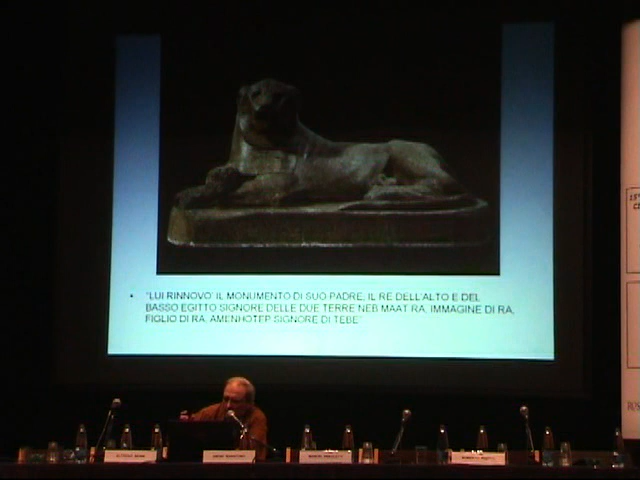 • "LUI RINNOVO' IL MONUMENTO DI SUO PADRE, IL RE DELL'ALTO E DEL
BASSO EGITTO SIGNORE DELLE DUE TERRE NEB MAAT RA, IMMAGINE DI RA,
FIGLIO DI RA, AMENHOTEP SIGNORE DI TEBE"